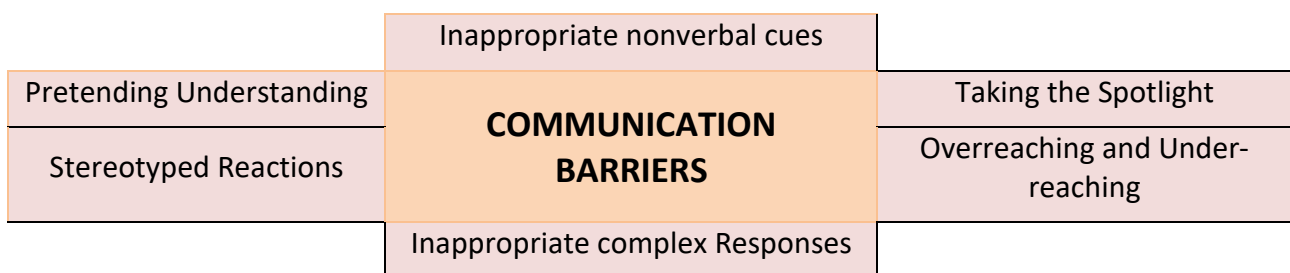 Inappropriate nonverbal cues
Pretending Understanding
COMMUNICATION
BARRIERS
Taking the Spotlight
Stereotyped Reactions
Overreaching and Under-
reaching
Inappropriate complex Responses